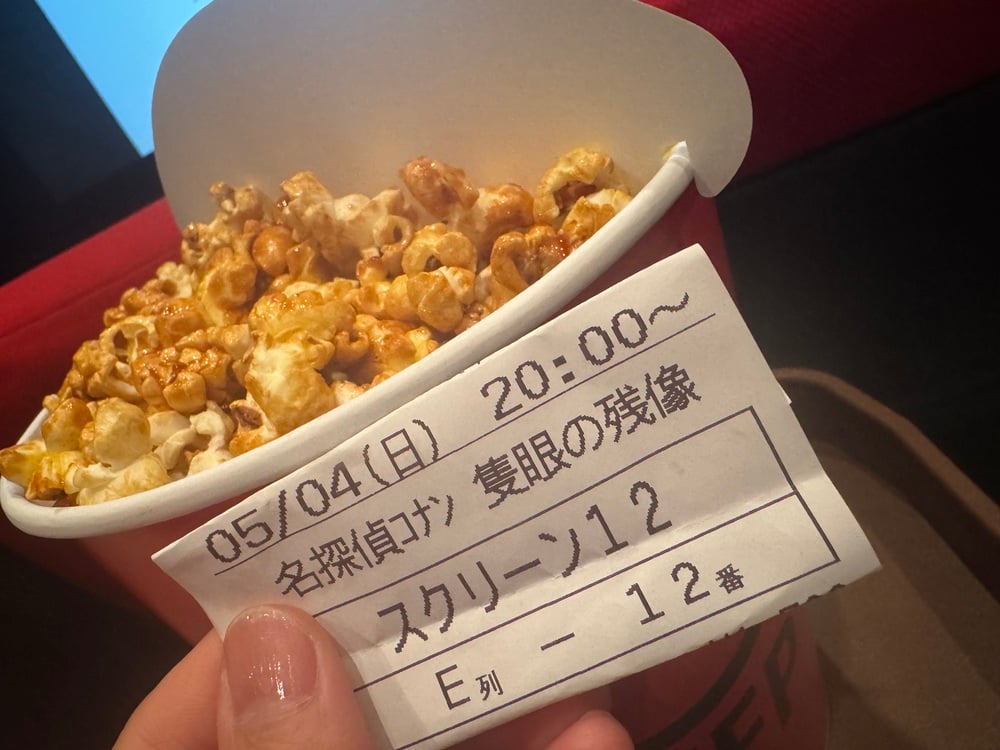 05/04(日) 20:00～
名探偵コナン 隻眼の残像
スクリーン12
E列 － 12番